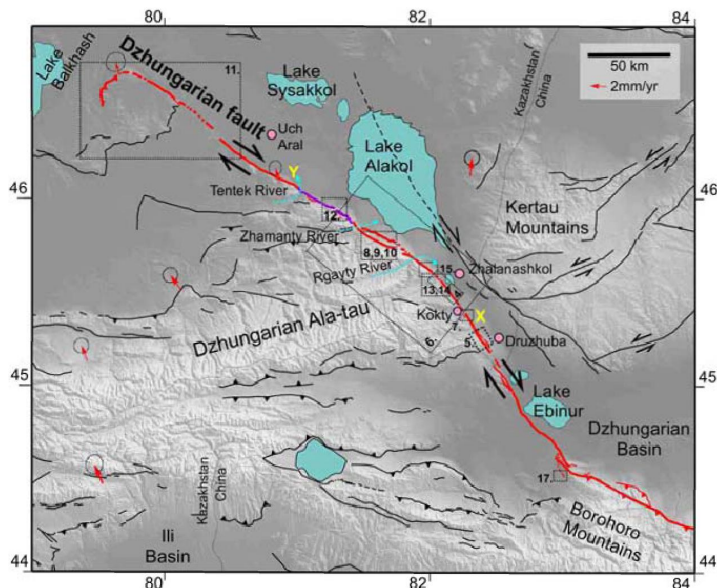 80
82
84
Lake
Balkhash
Dzhungarian fault
11.
Lake
Sysakkol
Uch
Aral
Kazakhstan
China
50 km
2mm/yr
Y
Lake
Alakol
46
46
Tentek River
12.
Kertau
Mountains
Zhamanty River
8,9,10
Rgayty River
15
Zhalanashkol
13,14
Kokty
X
7.
Dzhungarian Ala-tau
6.
5.
Druzhuba
45
45
Lake
Ebinur
Dzhungarian
Basin
17.
Kazakhstan
China
Ili
Basin
Borohoro
Mountains
44
44
80
82
84